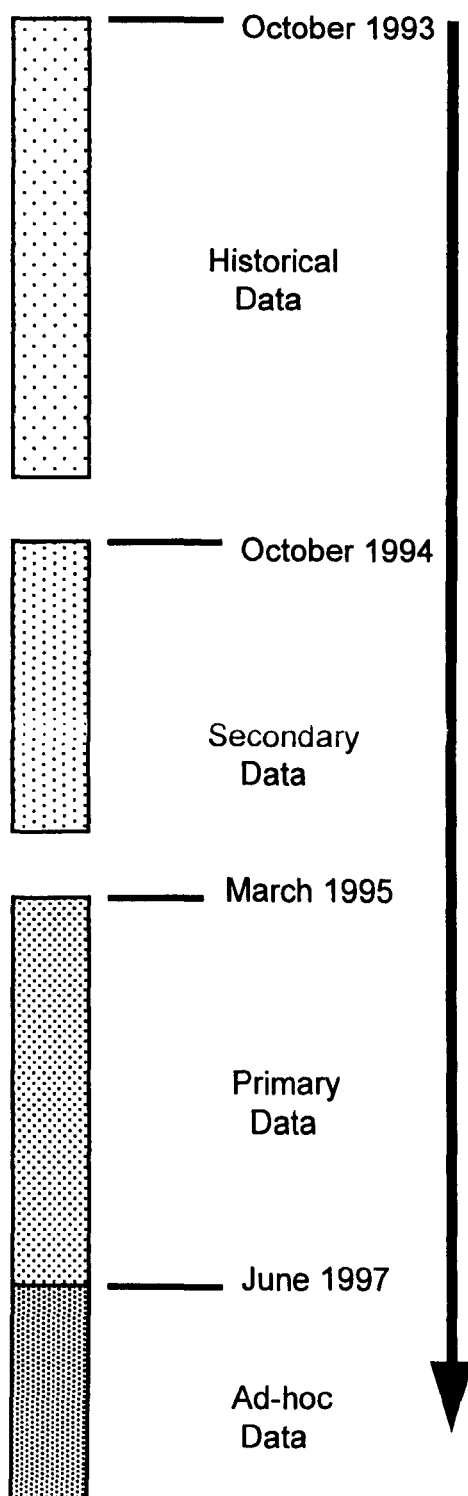 October 1993
Historical
Data
October 1994
Secondary
Data
March 1995
Primary
Data
June 1997
Ad-hoc
Data